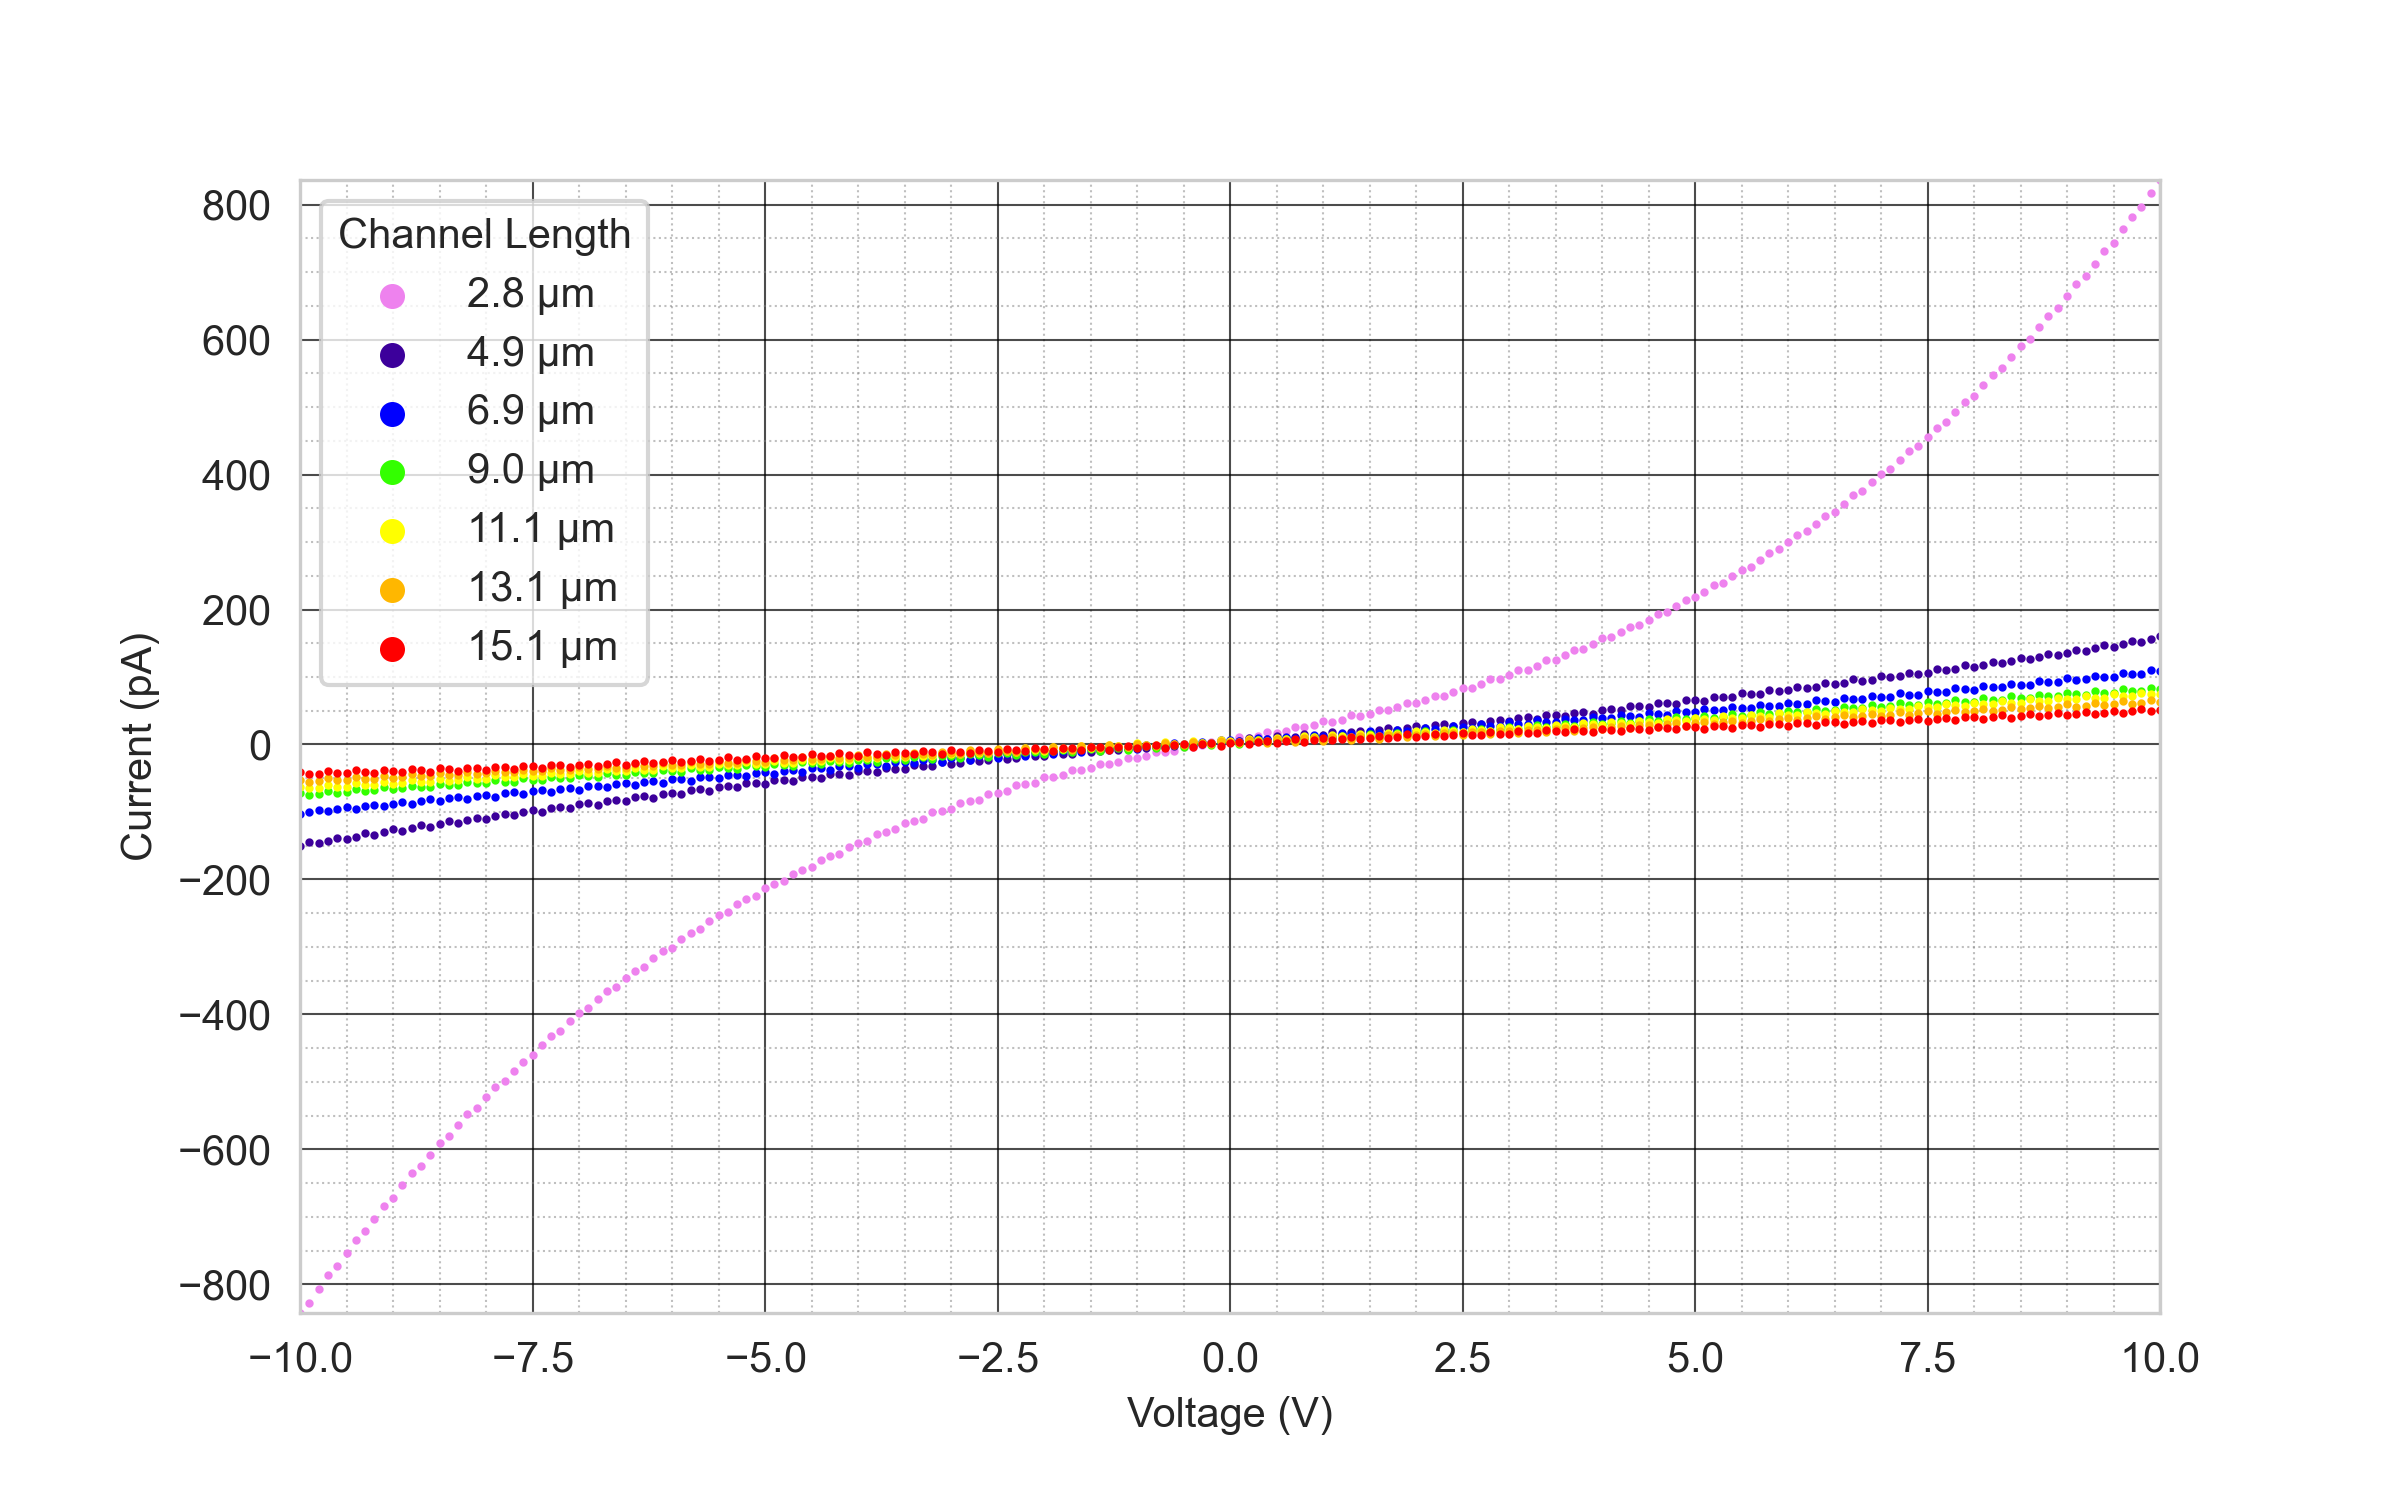 Channel Length
2.8 µm
4.9 µm
6.9 µm
9.0 µm
11.1 µm
13.1 µm
15.1 µm
800
600
400
200
0
−200
−400
−600
−800
Current (pA)
−10.0 −7.5 −5.0 −2.5 0.0 2.5 5.0 7.5 10.0
Voltage (V)